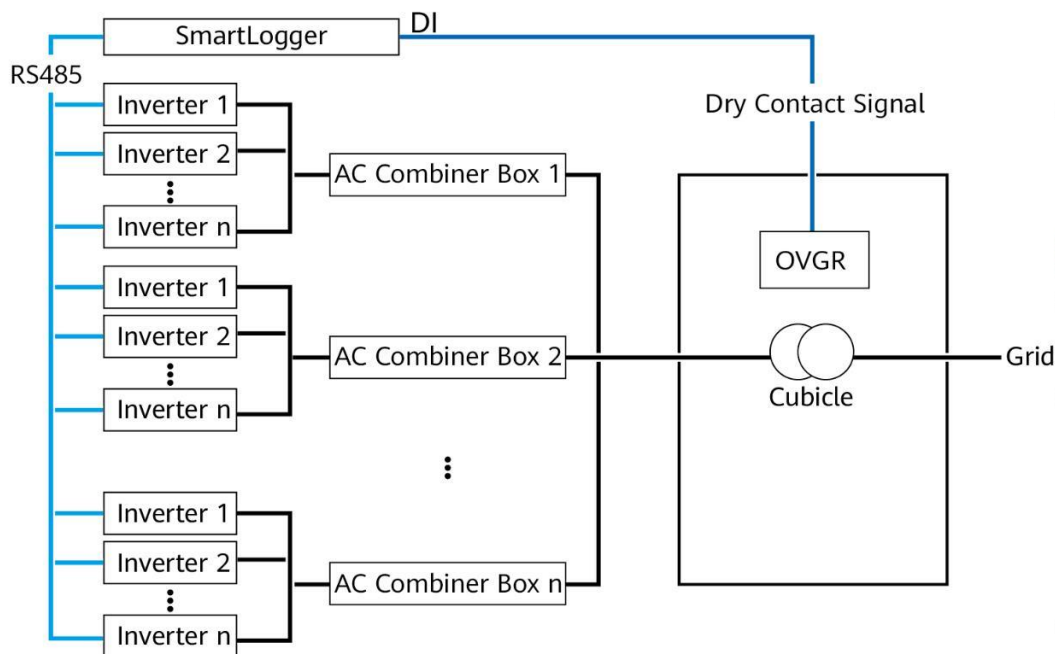 SmartLogger
DI
RS485
Inverter 1
Dry Contact Signal
Inverter 2
AC Combiner Box 1
Inverter n
OVGR
Inverter 1
Inverter 2
AC Combiner Box 2
Grid
Cubicle
Inverter n
Inverter 1
Inverter 2
AC Combiner Box n
Inverter n